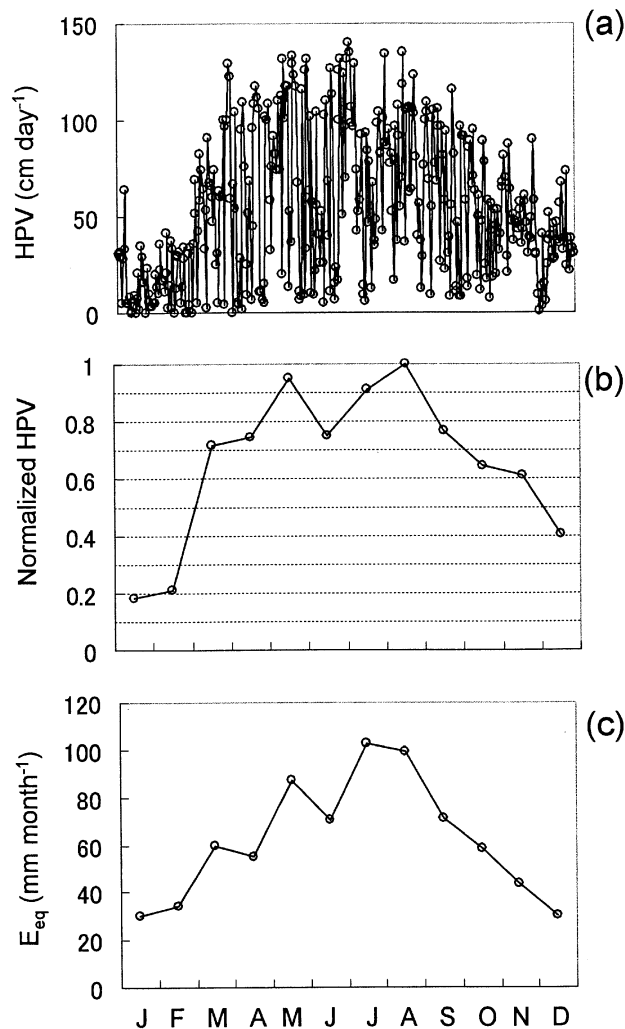 (a)
HPV (cm day⁻¹)
150
100
50
0
(b)
Normalized HPV
1
0.8
0.6
0.4
0.2
0
(c)
E_eq (mm month⁻¹)
120
100
80
60
40
20
0
J F M A M J J A S O N D